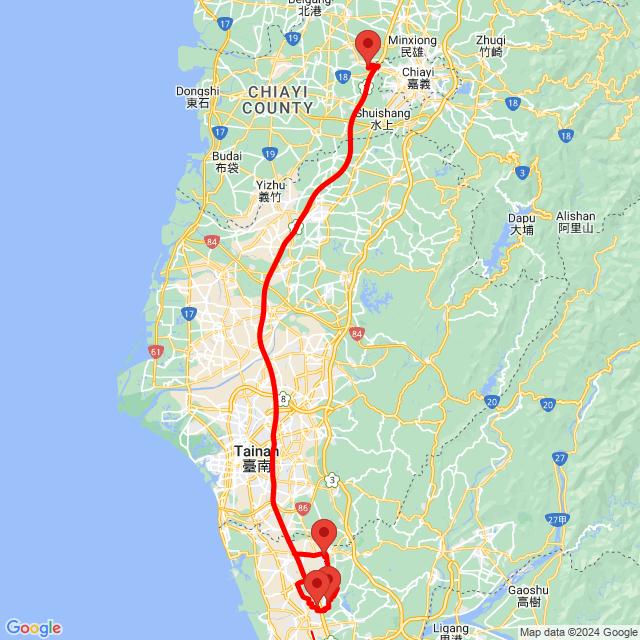 Deigang
北港
Minxiong
民雄
Zhuqi
竹崎
18
Chiayi
嘉義
Dongshi
東石
CHIAYI
COUNTY
Shuishang
水上
17
18
18
19
Budai
布袋
3
Yizhu
義竹
Dapu
大埔
Alishan
阿里山
84
17
84
61
8
20
20
Tainan
臺南
27
3
86
27甲
Gaoshu
高樹
Liqang
里港
Google
Map data ©2024 Google